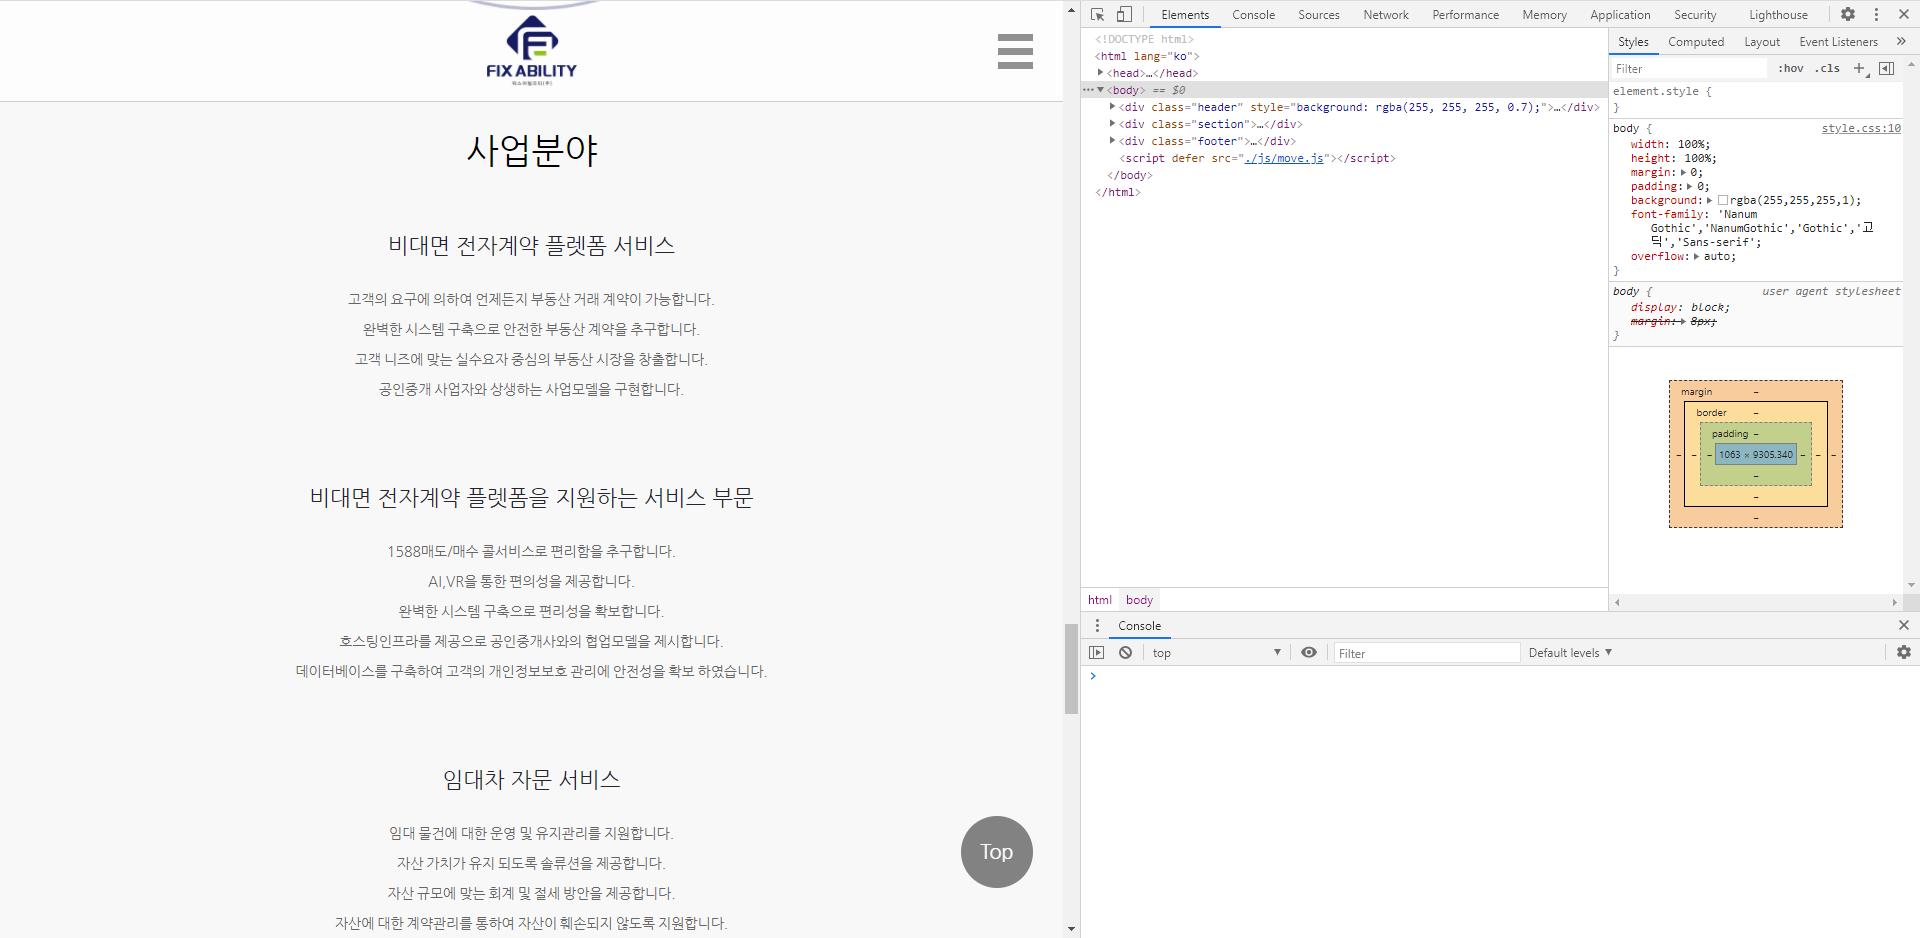 FIXABILITY
픽스어빌리티(주)
사업분야
비대면 전자계약 플렛폼 서비스
고객의 요구에 의하여 언제든지 부동산 거래 계약이 가능합니다.
완벽한 시스템 구축으로 안전한 부동산 계약을 추구합니다.
고객 니즈에 맞는 실수요자 중심의 부동산 시장을 창출합니다.
공인중개 사업자와 상생하는 사업모델을 구현합니다.
비대면 전자계약 플렛폼을 지원하는 서비스 부문
1588매도/매수 콜서비스로 편리함을 추구합니다.
AI,VR을 통한 편의성을 제공합니다.
완벽한 시스템 구축으로 편리성을 확보합니다.
호스팅인프라를 제공으로 공인중개사와의 협업모델을 제시합니다.
데이터베이스를 구축하여 고객의 개인정보보호 관리에 안전성을 확보 하였습니다.
임대차 자문 서비스
임대 물건에 대한 운영 및 유지관리를 지원합니다.
자산 가치가 유지 되도록 솔류션을 제공합니다.
자산 규모에 맞는 회계 및 절세 방안을 제공합니다.
자산에 대한 계약관리를 통하여 자산이 훼손되지 않도록 지원합니다.
Top
Elements Console Sources Network Performance Memory Application Security Lighthouse
<!DOCTYPE html>
<html lang="ko">
<head>…</head>
<body> == $0
<div class="header" style="background: rgba(255, 255, 255, 0.7);">…</div>
<div class="section">…</div>
<div class="footer">…</div>
<script defer src="./js/move.js"></script>
</body>
</html>
html body
Styles Computed Layout Event Listeners »
Filter :hov .cls +
element.style {
}
body { style.css:10
width: 100%;
height: 100%;
margin: 0;
padding: 0;
background: rgba(255,255,255,1);
font-family: 'Nanum
Gothic','NanumGothic','Gothic','고
딕','Sans-serif';
overflow: auto;
}
body { user agent stylesheet
display: block;
margin: 8px;
}
margin –
border –
padding –
– – – 1063 × 9305.340 – – –
–
–
–
Console
top Filter Default levels